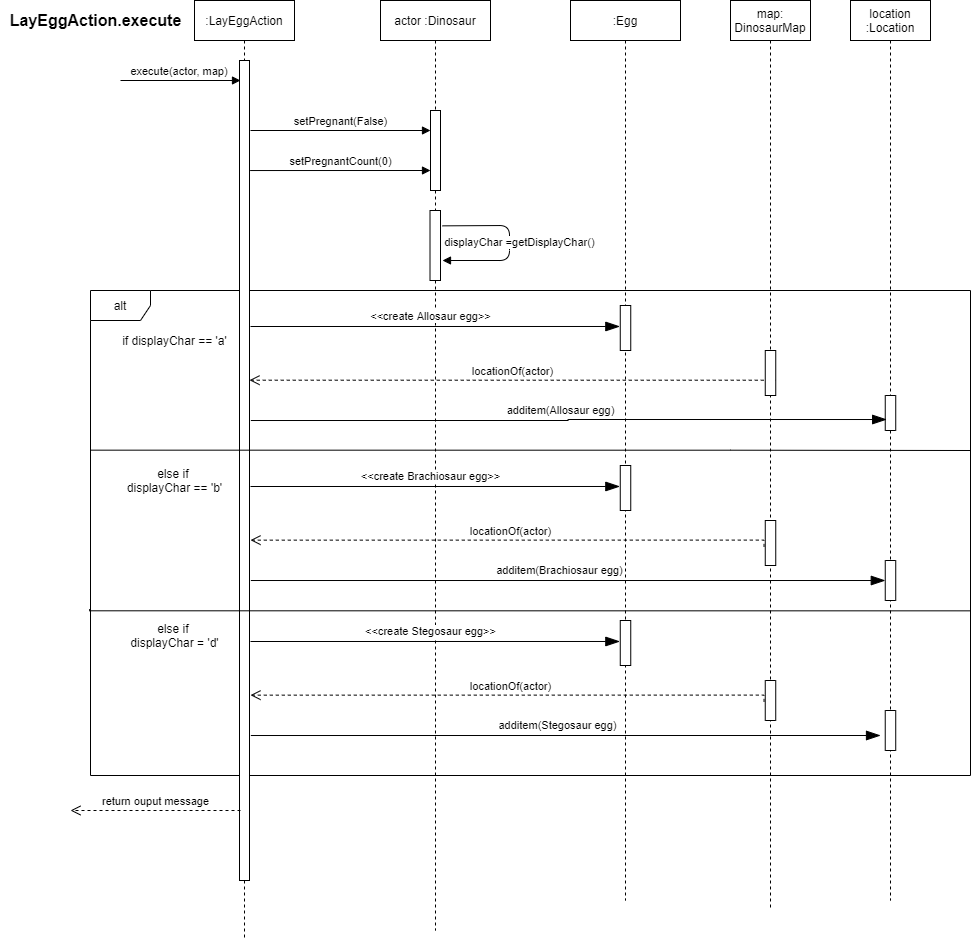 LayEggAction.execute
:LayEggAction
actor :Dinosaur
:Egg
map:
DinosaurMap
location
:Location
execute(actor, map)
setPregnant(False)
setPregnantCount(0)
displayChar =getDisplayChar()
alt
<<create Allosaur egg>>
if displayChar == 'a'
locationOf(actor)
additem(Allosaur egg)
else if
displayChar == 'b'
<<create Brachiosaur egg>>
locationOf(actor)
additem(Brachiosaur egg)
else if
displayChar = 'd'
<<create Stegosaur egg>>
locationOf(actor)
additem(Stegosaur egg)
return ouput message